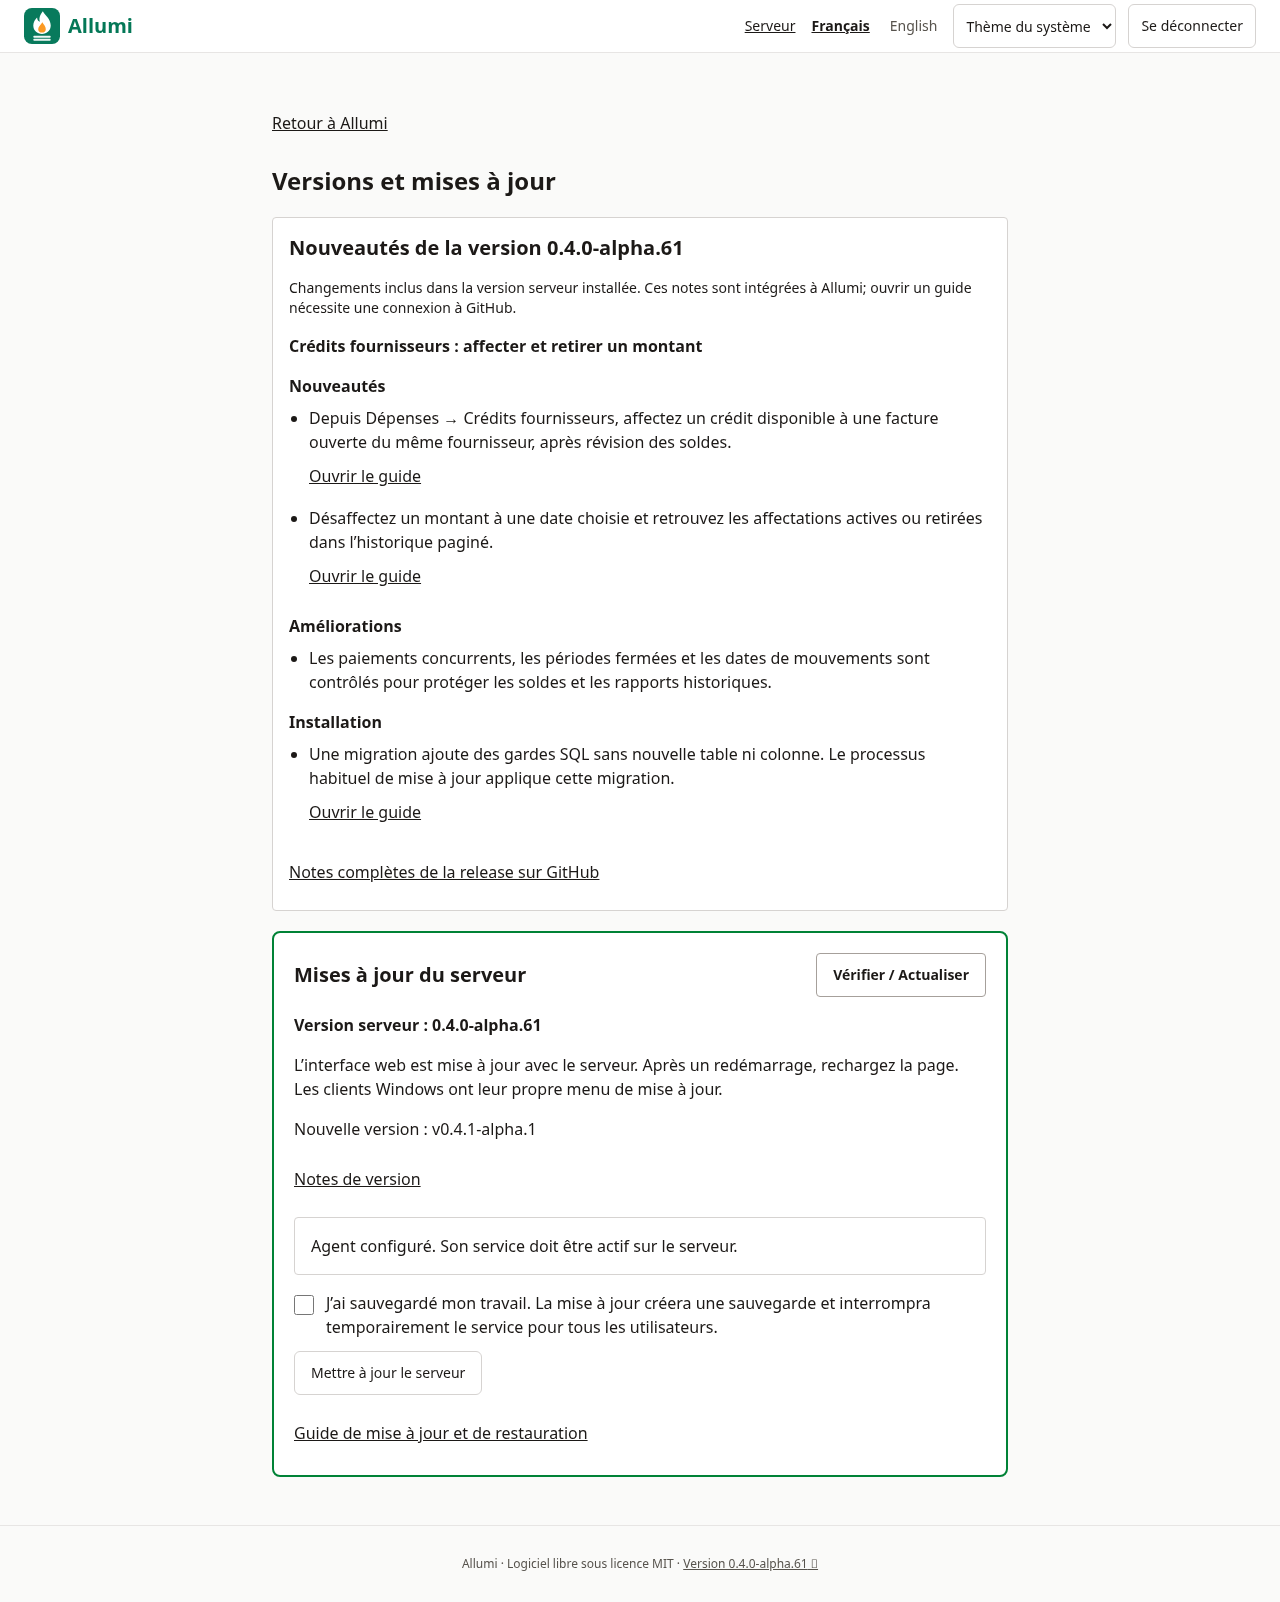 Allumi
Serveur
Français
English
Thème du système
Se déconnecter
Retour à Allumi
Versions et mises à jour
Nouveautés de la version 0.4.0-alpha.61
Changements inclus dans la version serveur installée. Ces notes sont intégrées à Allumi; ouvrir un guide
nécessite une connexion à GitHub.
Crédits fournisseurs : affecter et retirer un montant
Nouveautés
• Depuis Dépenses → Crédits fournisseurs, affectez un crédit disponible à une facture
ouverte du même fournisseur, après révision des soldes.
Ouvrir le guide
• Désaffectez un montant à une date choisie et retrouvez les affectations actives ou retirées
dans l’historique paginé.
Ouvrir le guide
Améliorations
• Les paiements concurrents, les périodes fermées et les dates de mouvements sont
contrôlés pour protéger les soldes et les rapports historiques.
Installation
• Une migration ajoute des gardes SQL sans nouvelle table ni colonne. Le processus
habituel de mise à jour applique cette migration.
Ouvrir le guide
Notes complètes de la release sur GitHub
Mises à jour du serveur
Vérifier / Actualiser
Version serveur : 0.4.0-alpha.61
L’interface web est mise à jour avec le serveur. Après un redémarrage, rechargez la page.
Les clients Windows ont leur propre menu de mise à jour.
Nouvelle version : v0.4.1-alpha.1
Notes de version
Agent configuré. Son service doit être actif sur le serveur.
J’ai sauvegardé mon travail. La mise à jour créera une sauvegarde et interrompra
temporairement le service pour tous les utilisateurs.
Mettre à jour le serveur
Guide de mise à jour et de restauration
Allumi · Logiciel libre sous licence MIT · Version 0.4.0-alpha.61